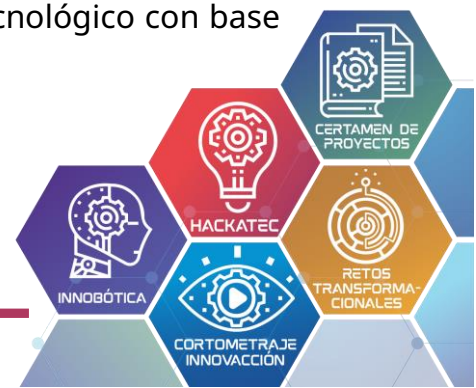 cnológico con base
CERTAMEN DE
PROYECTOS
HACKATEC
RETOS
TRANSFORMA-
CIONALES
INNOBÓTICA
CORTOMETRAJE
INNOVACCIÓN